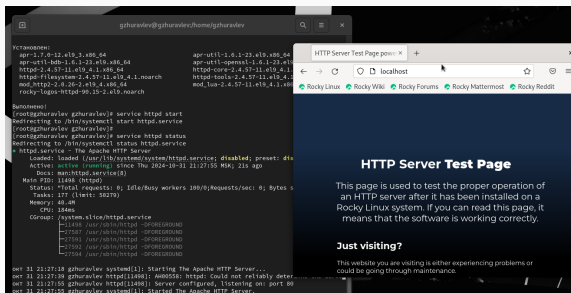 gzhuravlev@gzhuravlev:/home/gzhuravlev
Установлен:
apr-1.7.0-12.el9_3.x86_64 apr-util-1.6.1-23.el9
apr-util-bdb-1.6.1-23.el9.x86_64 apr-util-openssl-1.6.1-23.el9
httpd-2.4.57-11.el9_4.1.x86_64 httpd-core-2.4.57-11.el9_4.1
httpd-filesystem-2.4.57-11.el9_4.1.noarch httpd-tools-2.4.57-11.el9_4
mod_http2-2.0.26-2.el9_4.x86_64 mod_lua-2.4.57-11.el9_4.1.x86
rocky-logos-httpd-90.15-2.el9.noarch
Выполнено!
[root@gzhuravlev gzhuravlev]# service httpd start
Redirecting to /bin/systemctl start httpd.service
[root@gzhuravlev gzhuravlev]#
[root@gzhuravlev gzhuravlev]# service httpd status
Redirecting to /bin/systemctl status httpd.service
● httpd.service - The Apache HTTP Server
Loaded: loaded (/usr/lib/systemd/system/httpd.service; disabled; preset: dis
Active: active (running) since Thu 2024-10-31 21:27:55 MSK; 21s ago
Docs: man:httpd.service(8)
Main PID: 11498 (httpd)
Status: "Total requests: 0; Idle/Busy workers 100/0;Requests/sec: 0; Bytes s
Tasks: 177 (limit: 50279)
Memory: 40.4M
CPU: 184ms
CGroup: /system.slice/httpd.service
├─11498 /usr/sbin/httpd -DFOREGROUND
├─27587 /usr/sbin/httpd -DFOREGROUND
├─27591 /usr/sbin/httpd -DFOREGROUND
├─27592 /usr/sbin/httpd -DFOREGROUND
└─27594 /usr/sbin/httpd -DFOREGROUND
окт 31 21:27:18 gzhuravlev systemd[1]: Starting The Apache HTTP Server...
окт 31 21:27:39 gzhuravlev httpd[11498]: AH00558: httpd: Could not reliably deter
окт 31 21:27:55 gzhuravlev httpd[11498]: Server configured, listening on: port 80
окт 31 21:27:55 gzhuravlev systemd[1]: Started The Apache HTTP Server.
HTTP Server Test Page powe
localhost
Rocky Linux Rocky Wiki Rocky Forums Rocky Mattermost Rocky Reddit
HTTP Server Test Page
This page is used to test the proper operation of
an HTTP server after it has been installed on a
Rocky Linux system. If you can read this page, it
means that the software is working correctly.
Just visiting?
This website you are visiting is either experiencing problems or
could be going through maintenance.